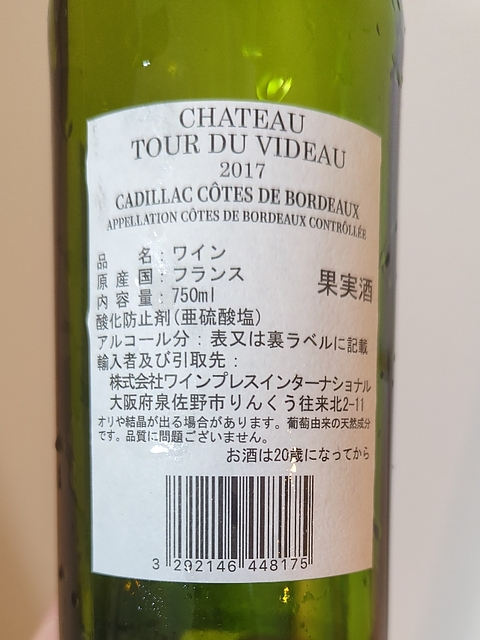 CHATEAU
TOUR DU VIDEAU
2017
CADILLAC CÔTES DE BORDEAUX
APPELLATION CÔTES DE BORDEAUX CONTRÔLLÉE
品 名：ワイン
原 産 国：フランス
内 容 量：750ml
果実酒
酸化防止剤(亜硫酸塩)
アルコール分：表又は裏ラベルに記載
輸入者及び引取先：
株式会社ワインプレスインターナショナル
大阪府泉佐野市りんくう往来北2-11
オリや結晶が出る場合があります。葡萄由来の天然成分
です。品質に問題ございません。
お酒は20歳になってから
3 292146 448175